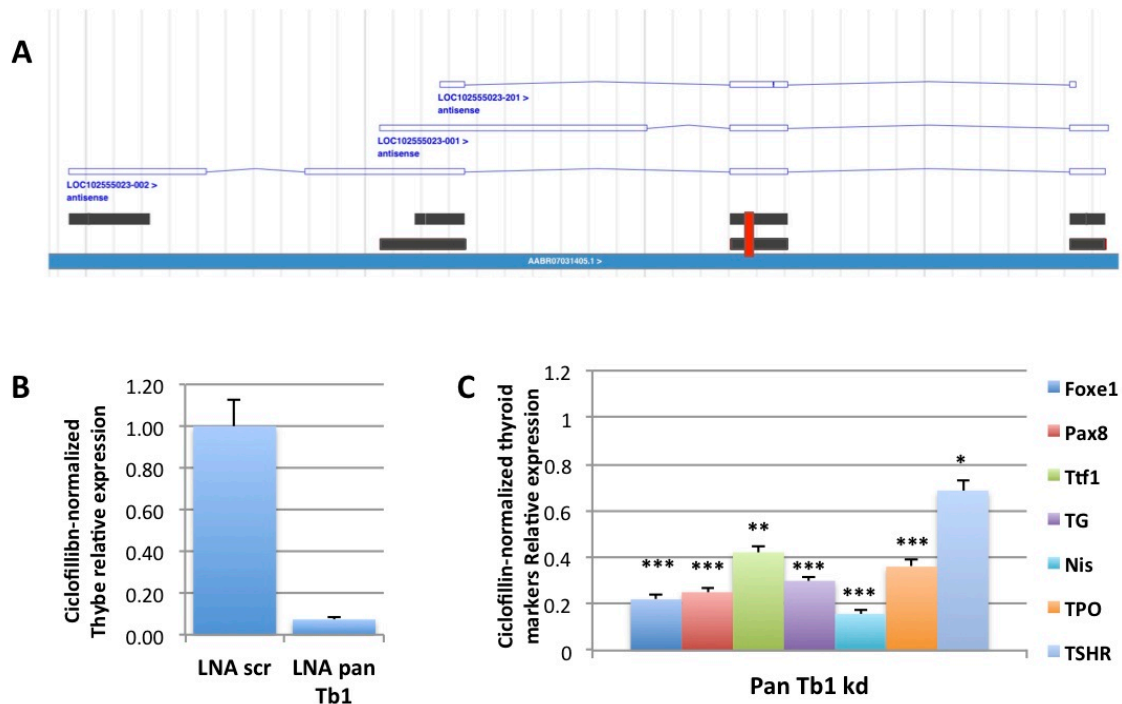 A
LOC102555023-201 >
antisense
LOC102555023-001 >
antisense
LOC102555023-002 >
antisense
AABR07031405.1 >
B
Ciclofillibn-normalized
Thybe relative expression
1.20
1.00
0.80
0.60
0.40
0.20
0.00
LNA scr
LNA pan
Tb1
C
Ciclofillin-normalized thyroid
markers Relative expression
1.2
1
0.8
0.6
0.4
0.2
0
***
***
**
***
***
***
*
Pan Tb1 kd
Foxe1
Pax8
Ttf1
TG
Nis
TPO
TSHR